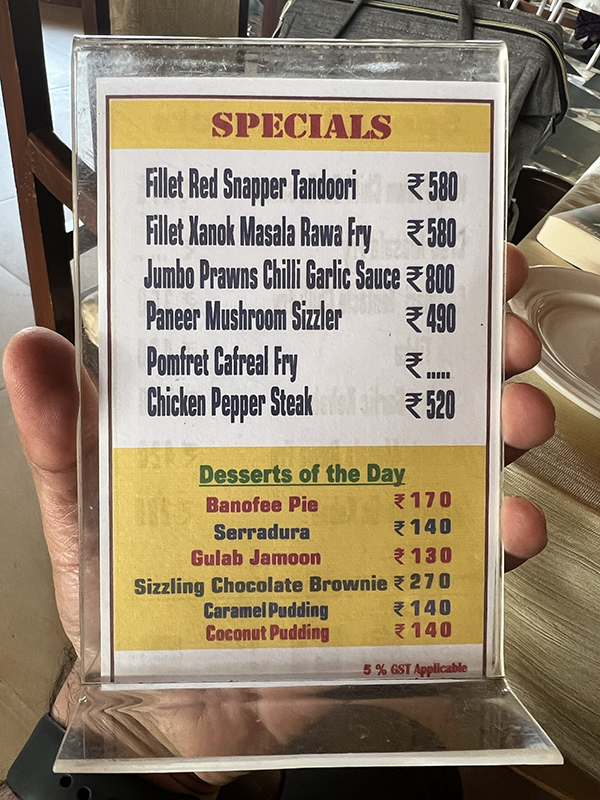 SPECIALS
Fillet Red Snapper Tandoori ₹ 580
Fillet Xanok Masala Rawa Fry ₹ 580
Jumbo Prawns Chilli Garlic Sauce ₹ 800
Paneer Mushroom Sizzler ₹ 490
Pomfret Cafreal Fry ₹ .....
Chicken Pepper Steak ₹ 520
Desserts of the Day
Banofee Pie ₹ 170
Serradura ₹ 140
Gulab Jamoon ₹ 130
Sizzling Chocolate Brownie ₹ 270
Caramel Pudding ₹ 140
Coconut Pudding ₹ 140
5 % GST Applicable